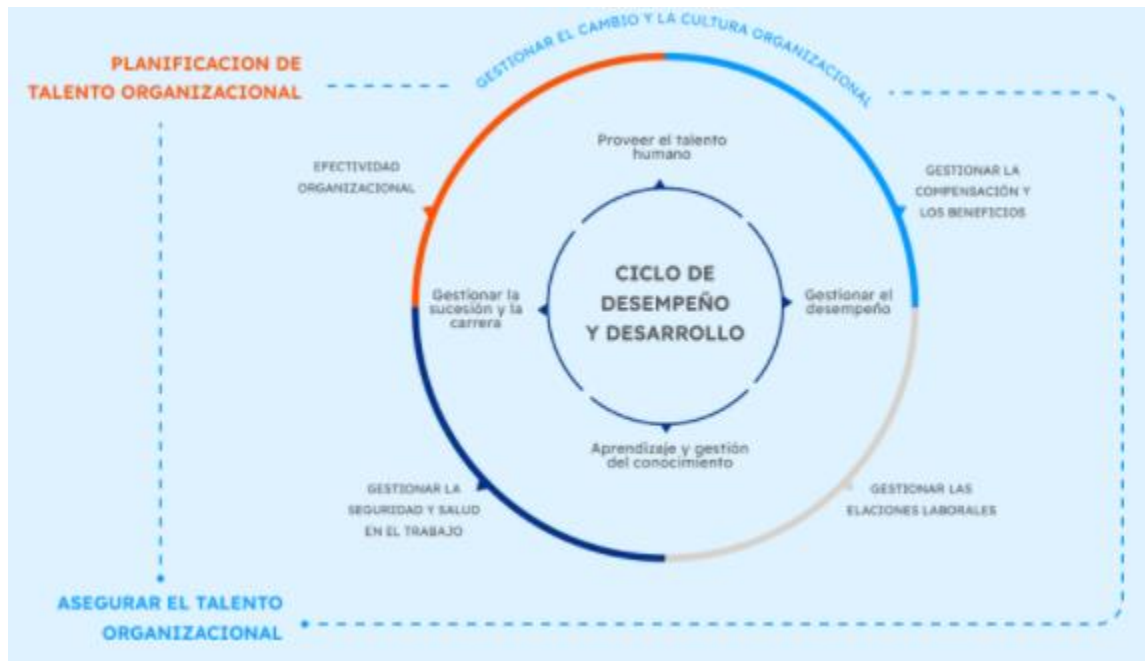 GESTIONAR EL CAMBIO Y LA CULTURA ORGANIZACIONAL
PLANIFICACION DE
TALENTO ORGANIZACIONAL
Proveer el talento
humano
EFECTIVIDAD
ORGANIZACIONAL
GESTIONAR LA
COMPENSACIÓN Y
LOS BENEFICIOS
CICLO DE
DESEMPEÑO
Y DESARROLLO
Gestionar la
sucesión y la
carrera
Gestionar el
desempeño
Aprendizaje y gestión
del conocimiento
GESTIONAR LA
SEGURIDAD Y SALUD
EN EL TRABAJO
GESTIONAR LAS
ELACIONES LABORALES
ASEGURAR EL TALENTO
ORGANIZACIONAL